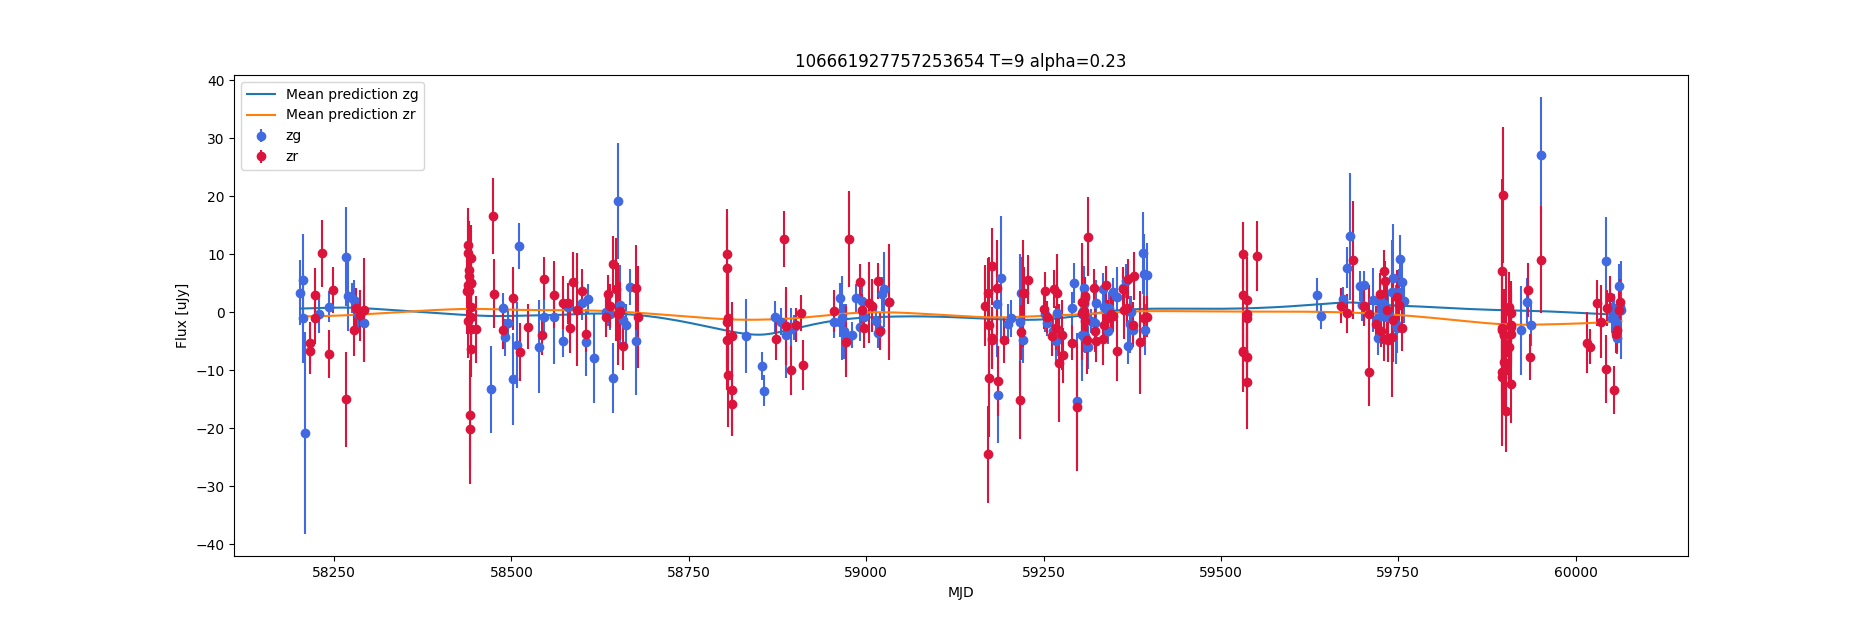 106661927757253654 T=9 alpha=0.23
Mean prediction zg
Mean prediction zr
zg
zr
Flux [uJy]
40
30
20
10
0
−10
−20
−30
−40
58250 58500 58750 59000 59250 59500 59750 60000
MJD